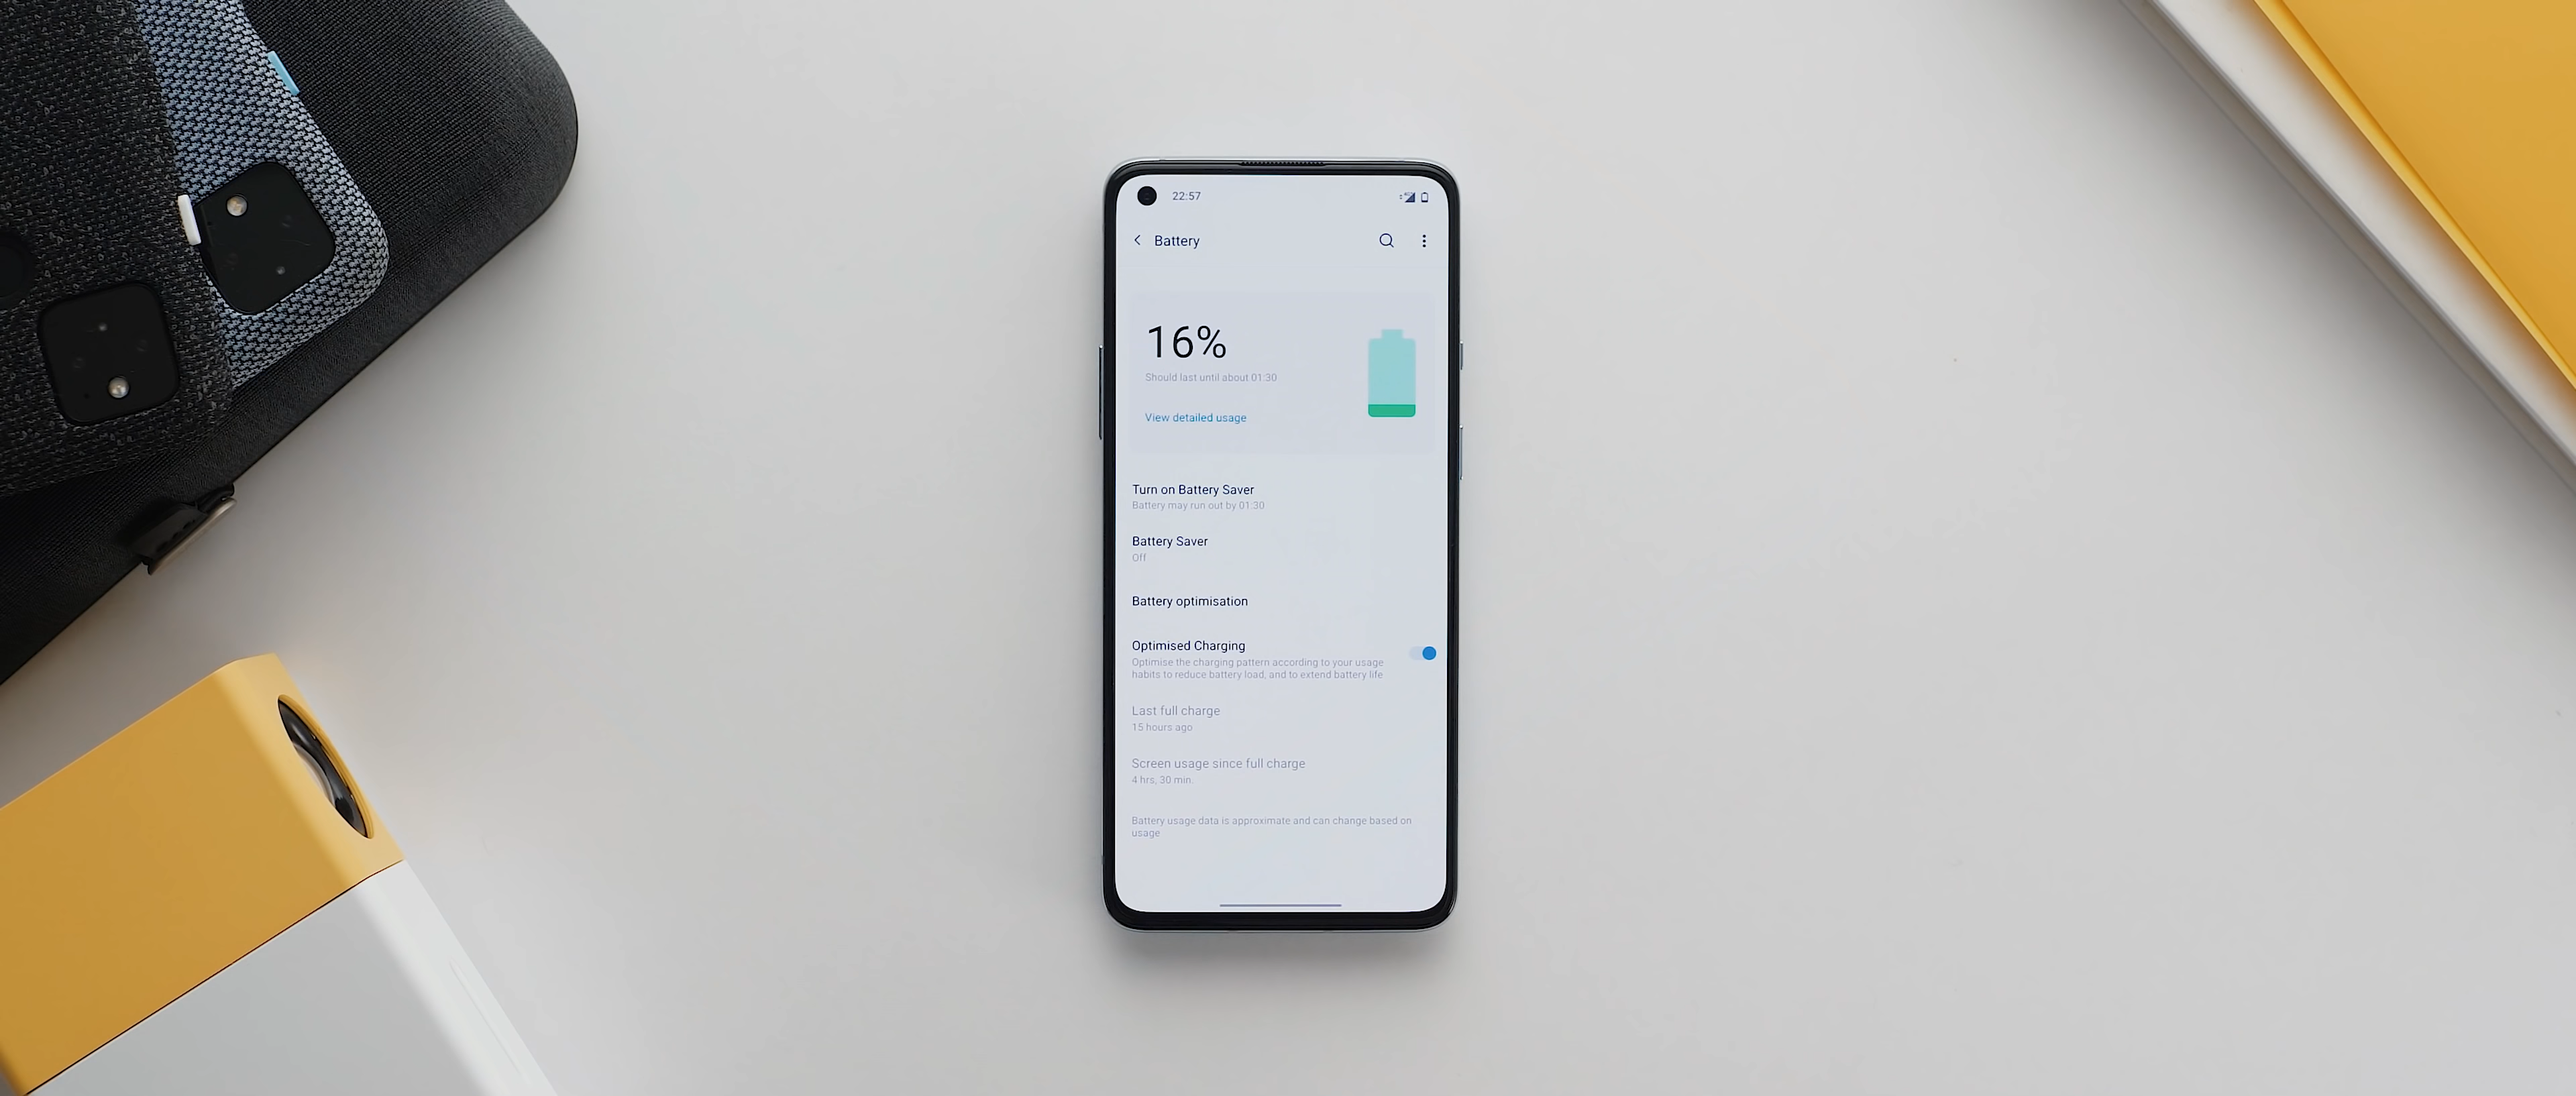 22:57
Battery
16%
Should last until about 01:30
View detailed usage
Turn on Battery Saver
Battery may run out by 01:30
Battery Saver
Off
Battery optimisation
Optimised Charging
Optimise the charging pattern according to your usage
habits to reduce battery load, and to extend battery life
Last full charge
15 hours ago
Screen usage since full charge
4 hrs, 30 min.
Battery usage data is approximate and can change based on
usage